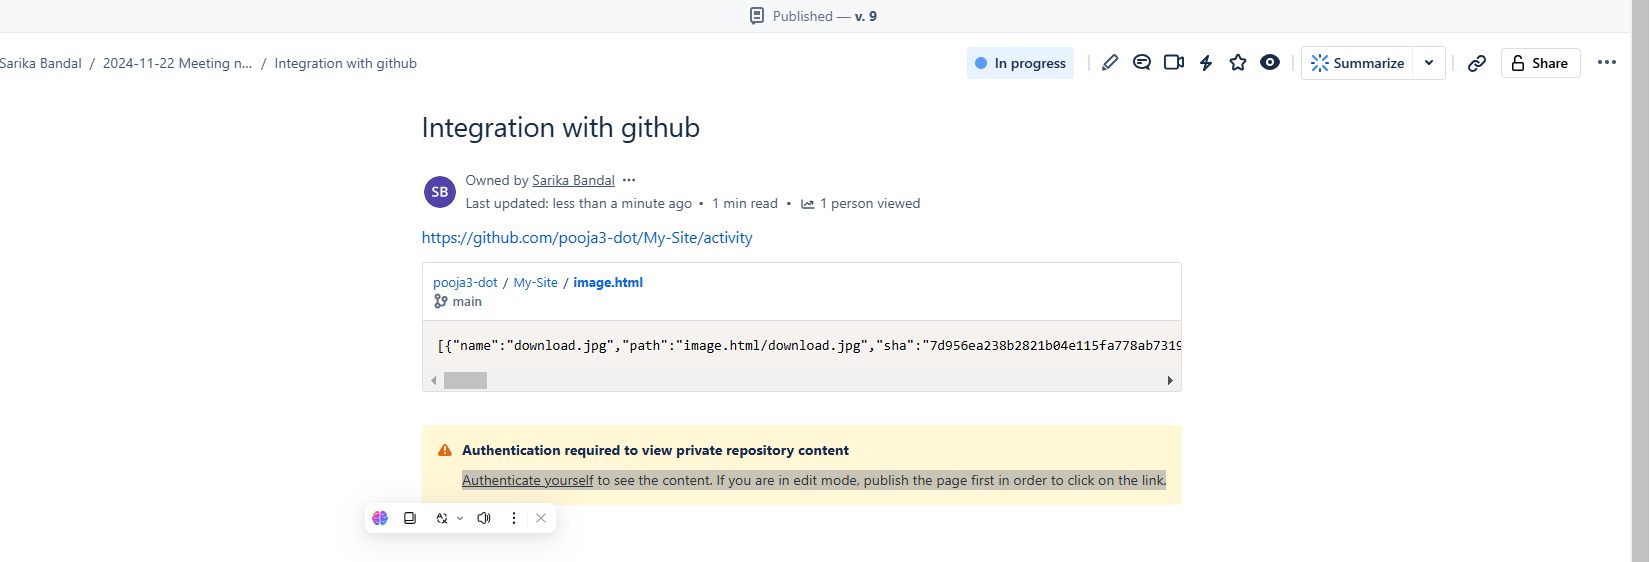 Published — v. 9
Sarika Bandal / 2024-11-22 Meeting n... / Integration with github
In progress
Summarize
Share
Integration with github
SB
Owned by Sarika Bandal
Last updated: less than a minute ago • 1 min read • 1 person viewed
https://github.com/pooja3-dot/My-Site/activity
pooja3-dot / My-Site / image.html
main
[{"name":"download.jpg","path":"image.html/download.jpg","sha":"7d956ea238b2821b04e115fa778ab7319
Authentication required to view private repository content
Authenticate yourself to see the content. If you are in edit mode, publish the page first in order to click on the link.